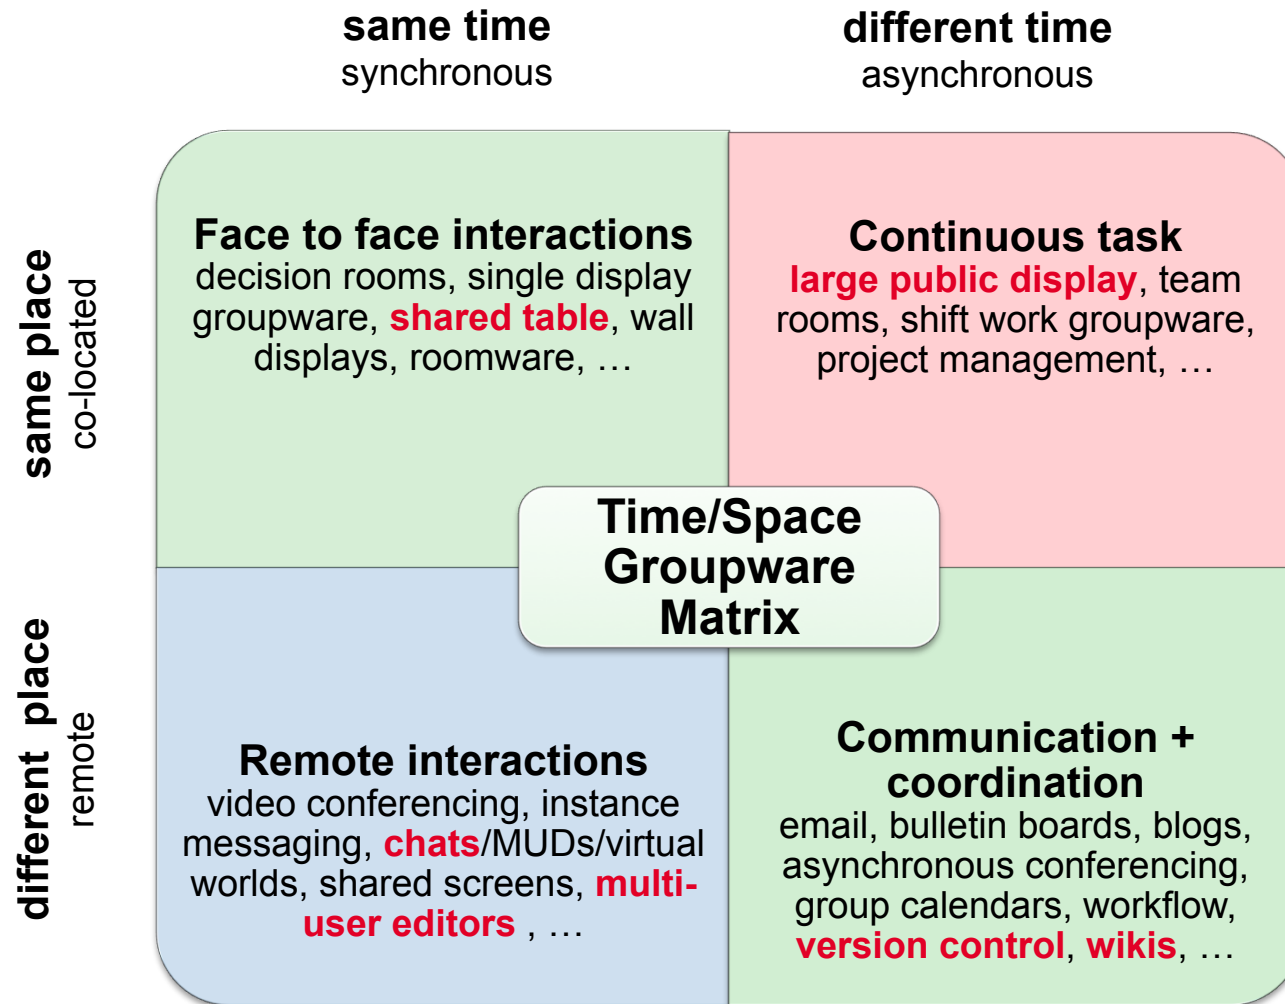 same time
synchronous
different time
asynchronous
same place
co-located
Face to face interactions
decision rooms, single display
groupware, shared table, wall
displays, roomware, …
Continuous task
large public display, team
rooms, shift work groupware,
project management, …
Time/Space
Groupware
Matrix
different place
remote
Remote interactions
video conferencing, instance
messaging, chats/MUDs/virtual
worlds, shared screens, multi-
user editors , …
Communication +
coordination
email, bulletin boards, blogs,
asynchronous conferencing,
group calendars, workflow,
version control, wikis, …